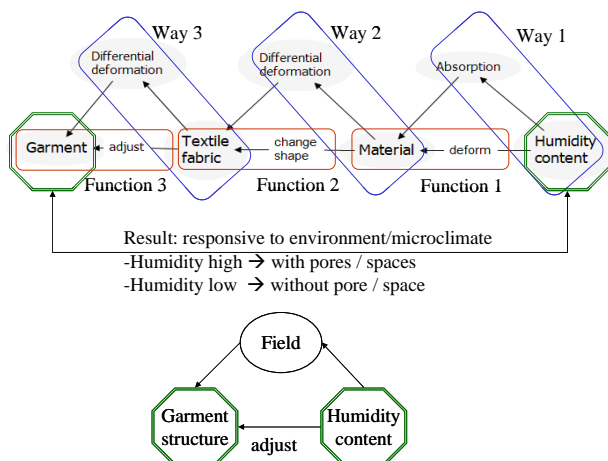 Way 3
Way 2
Way 1
Differential
deformation
Differential
deformation
Absorption
Garment
adjust
Textile
fabric
change
shape
Material
deform
Humidity
content
Function 3
Function 2
Function 1
Result: responsive to environment/microclimate
-Humidity high → with pores / spaces
-Humidity low → without pore / space
Field
Garment
structure
adjust
Humidity
content